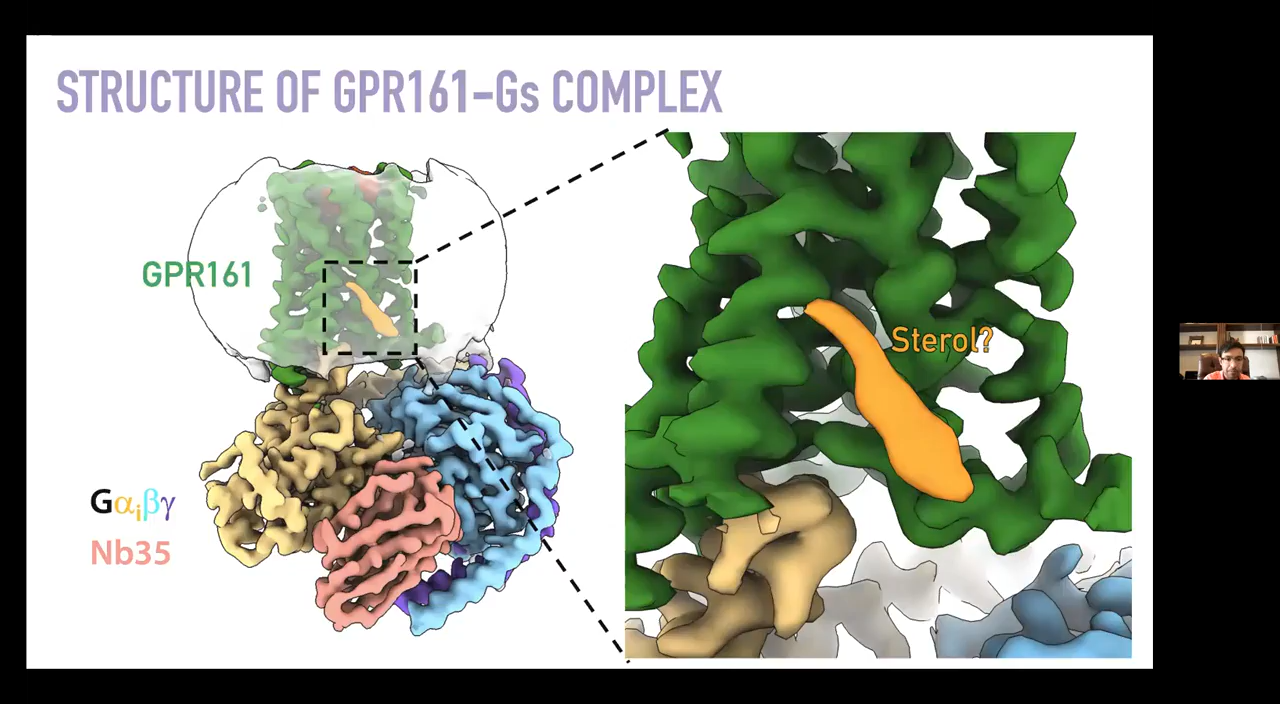 STRUCTURE OF GPR161-Gs COMPLEX
GPR161
Sterol?
Gαᵢβγ
Nb35